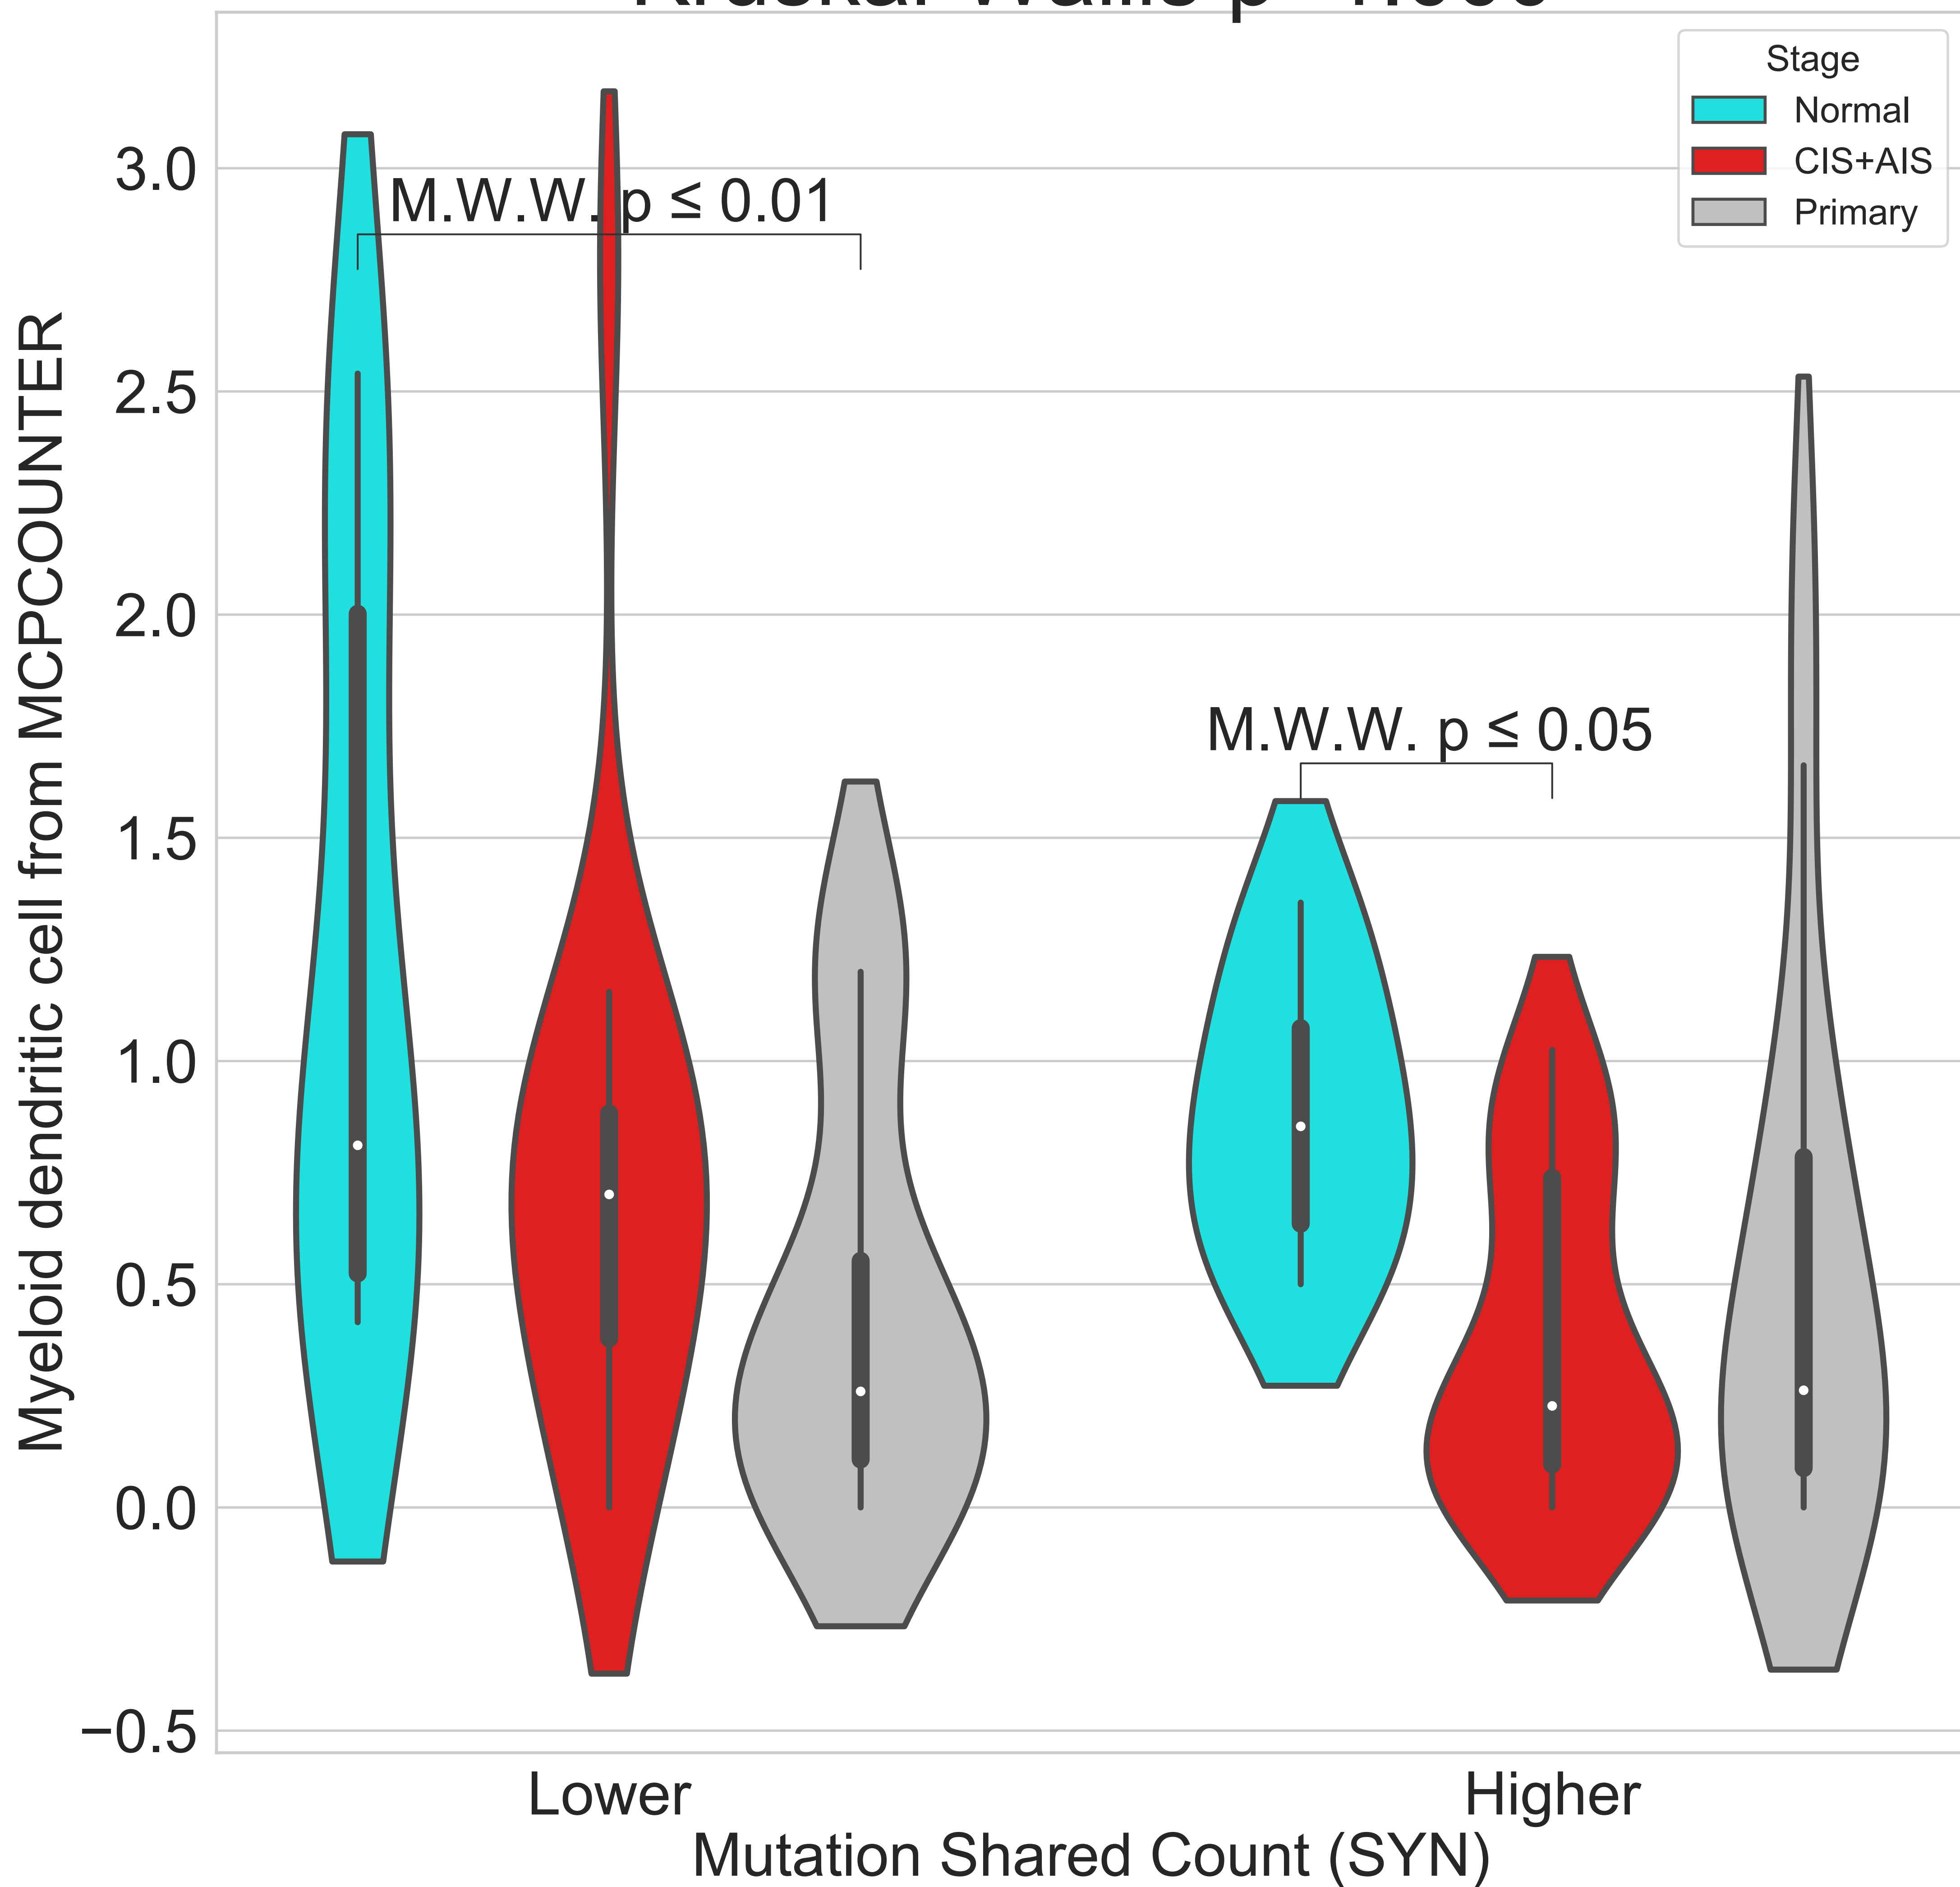 Stage
Normal
CIS+AIS
Primary
3.0
2.5
2.0
1.5
1.0
0.5
0.0
−0.5
Myeloid dendritic cell from MCPCOUNTER
M.W.W. p ≤ 0.01
M.W.W. p ≤ 0.05
Lower
Higher
Mutation Shared Count (SYN)